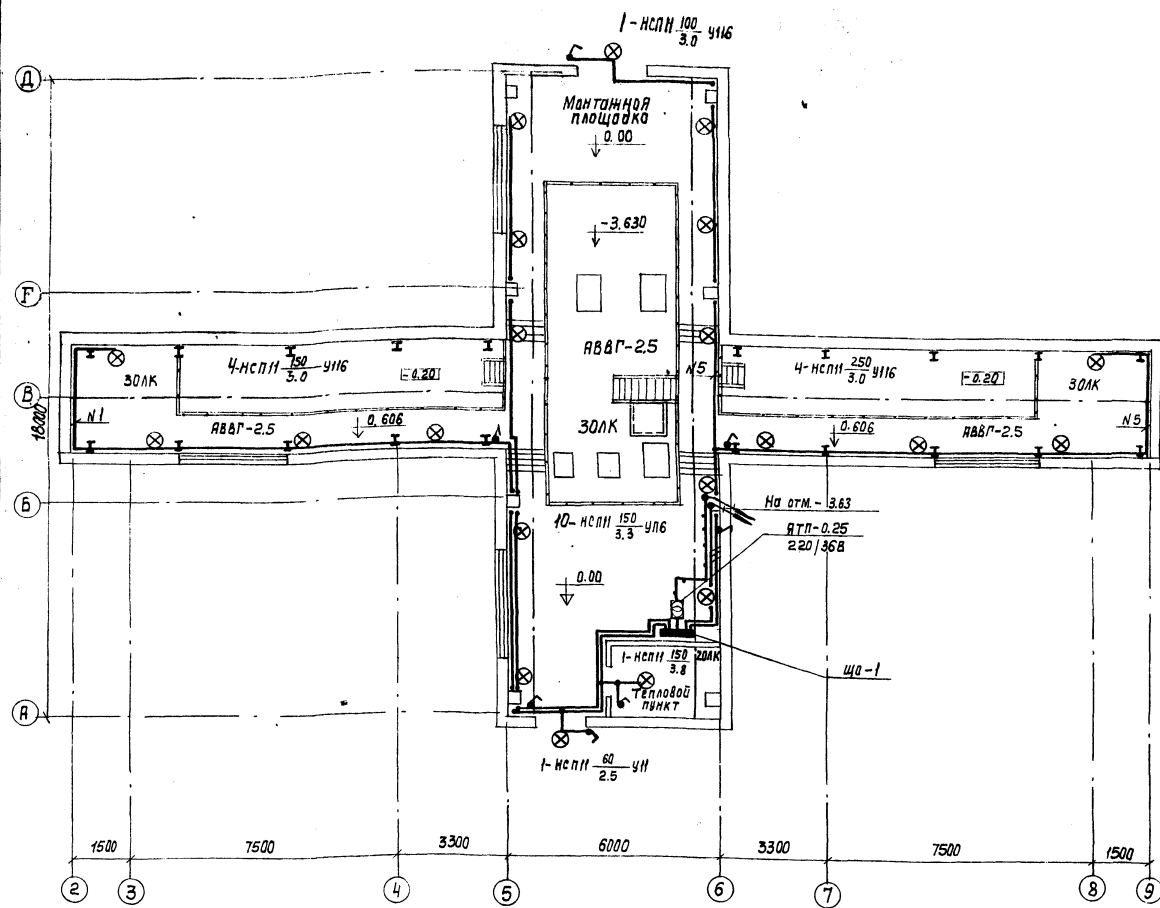 1-НСПН 100/3.0 У116
Д
Монтажная
площадка
0.00
-3.630
Г
АВВГ-2.5
4-НСП11 150/3.0 У116
-0.20
30ЛК
N5
4-НСП11 250/3.0 У116
-0.20
30ЛК
В
18000
N1
АВВГ-2.5
0.606
30ЛК
0.606
АВВГ-2.5
N5
Б
10-НСП11 150/3.3 УП6
На отм. -3.63
ЯТП-0.25
220/36В
0.00
1-НСП11 150/3.8 20ЛК
ЩО-1
Тепловой
пункт
А
1-НСП11 60/2.5 У11
1500
7500
3300
6000
3300
7500
1500
2
3
4
5
6
7
8
9